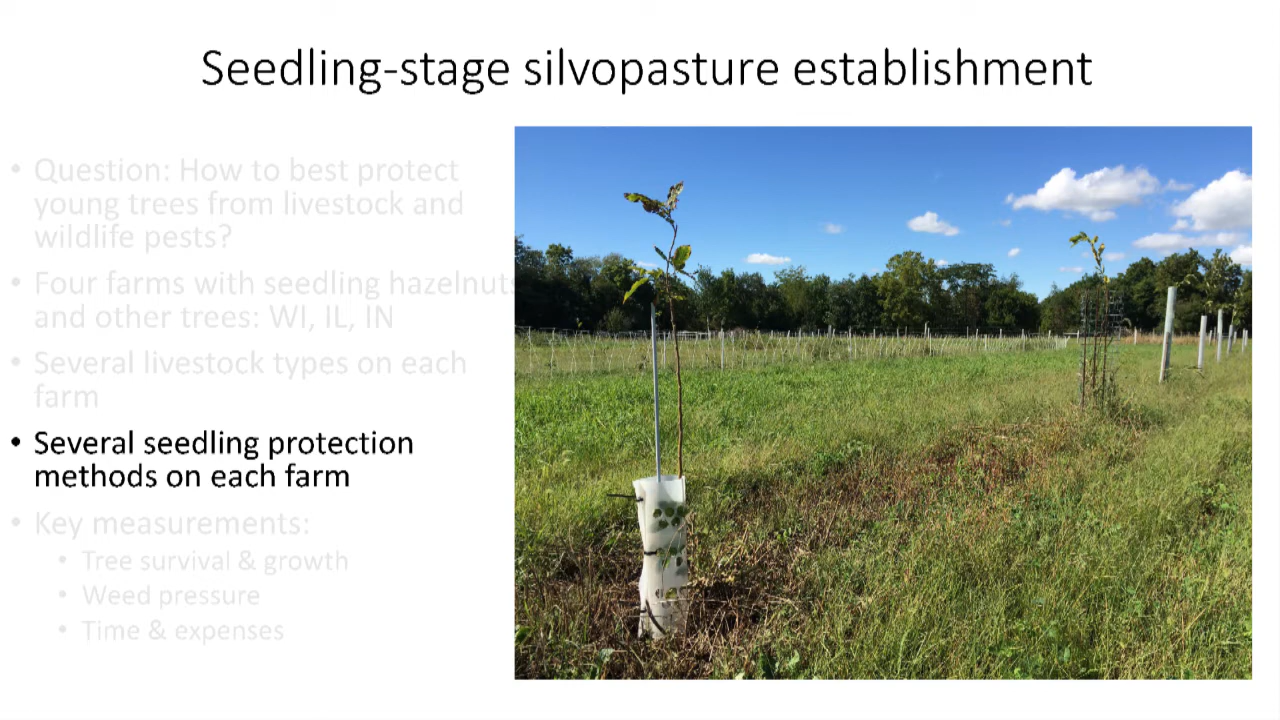 Seedling-stage silvopasture establishment
• Question: How to best protect
young trees from livestock and
wildlife pests?
• Four farms with seedling hazelnuts
and other trees: WI, IL, IN
• Several livestock types on each
farm
• Several seedling protection
methods on each farm
• Key measurements:
• Tree survival & growth
• Weed pressure
• Time & expenses